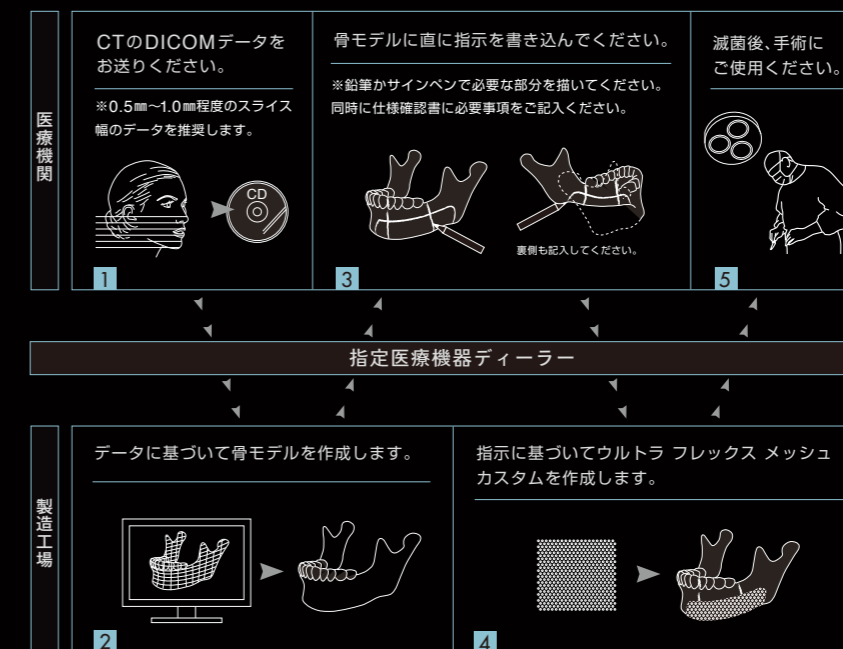 医療機関
CTのDICOMデータを
お送りください。
※0.5㎜~1.0㎜程度のスライス
幅のデータを推奨します。
CD
1
骨モデルに直に指示を書き込んでください。
※鉛筆かサインペンで必要な部分を描いてください。
同時に仕様確認書に必要事項をご記入ください。
裏側も記入してください。
3
滅菌後、手術に
ご使用ください。
5
指定医療機器ディーラー
製造工場
データに基づいて骨モデルを作成します。
2
指示に基づいてウルトラ フレックス メッシュ
カスタムを作成します。
4